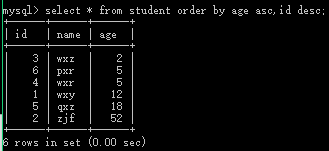 mysql> select * from student order by age asc,id desc;
+----+------+-----+
| id | name | age |
+----+------+-----+
| 3 | wxz | 2 |
| 6 | pxr | 5 |
| 4 | wxr | 5 |
| 1 | wxy | 12 |
| 5 | qxz | 18 |
| 2 | zjf | 52 |
+----+------+-----+
6 rows in set (0.00 sec)